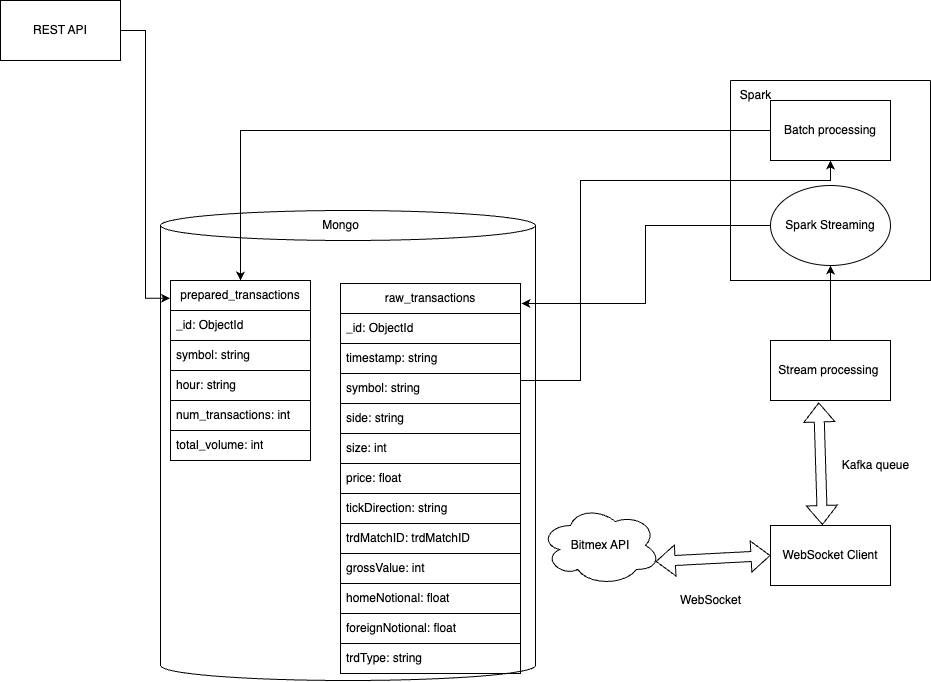 REST API
Spark
Batch processing
Spark Streaming
Mongo
prepared_transactions
_id: ObjectId
symbol: string
hour: string
num_transactions: int
total_volume: int
raw_transactions
_id: ObjectId
timestamp: string
symbol: string
side: string
size: int
price: float
tickDirection: string
trdMatchID: trdMatchID
grossValue: int
homeNotional: float
foreignNotional: float
trdType: string
Stream processing
Kafka queue
Bitmex API
WebSocket Client
WebSocket